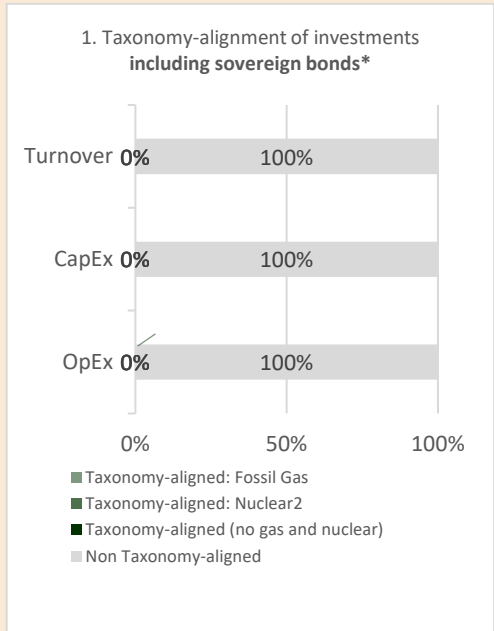 1. Taxonomy-alignment of investments
including sovereign bonds*
Turnover 0% 100%
CapEx 0% 100%
OpEx 0% 100%
0% 50% 100%
Taxonomy-aligned: Fossil Gas
Taxonomy-aligned: Nuclear2
Taxonomy-aligned (no gas and nuclear)
Non Taxonomy-aligned